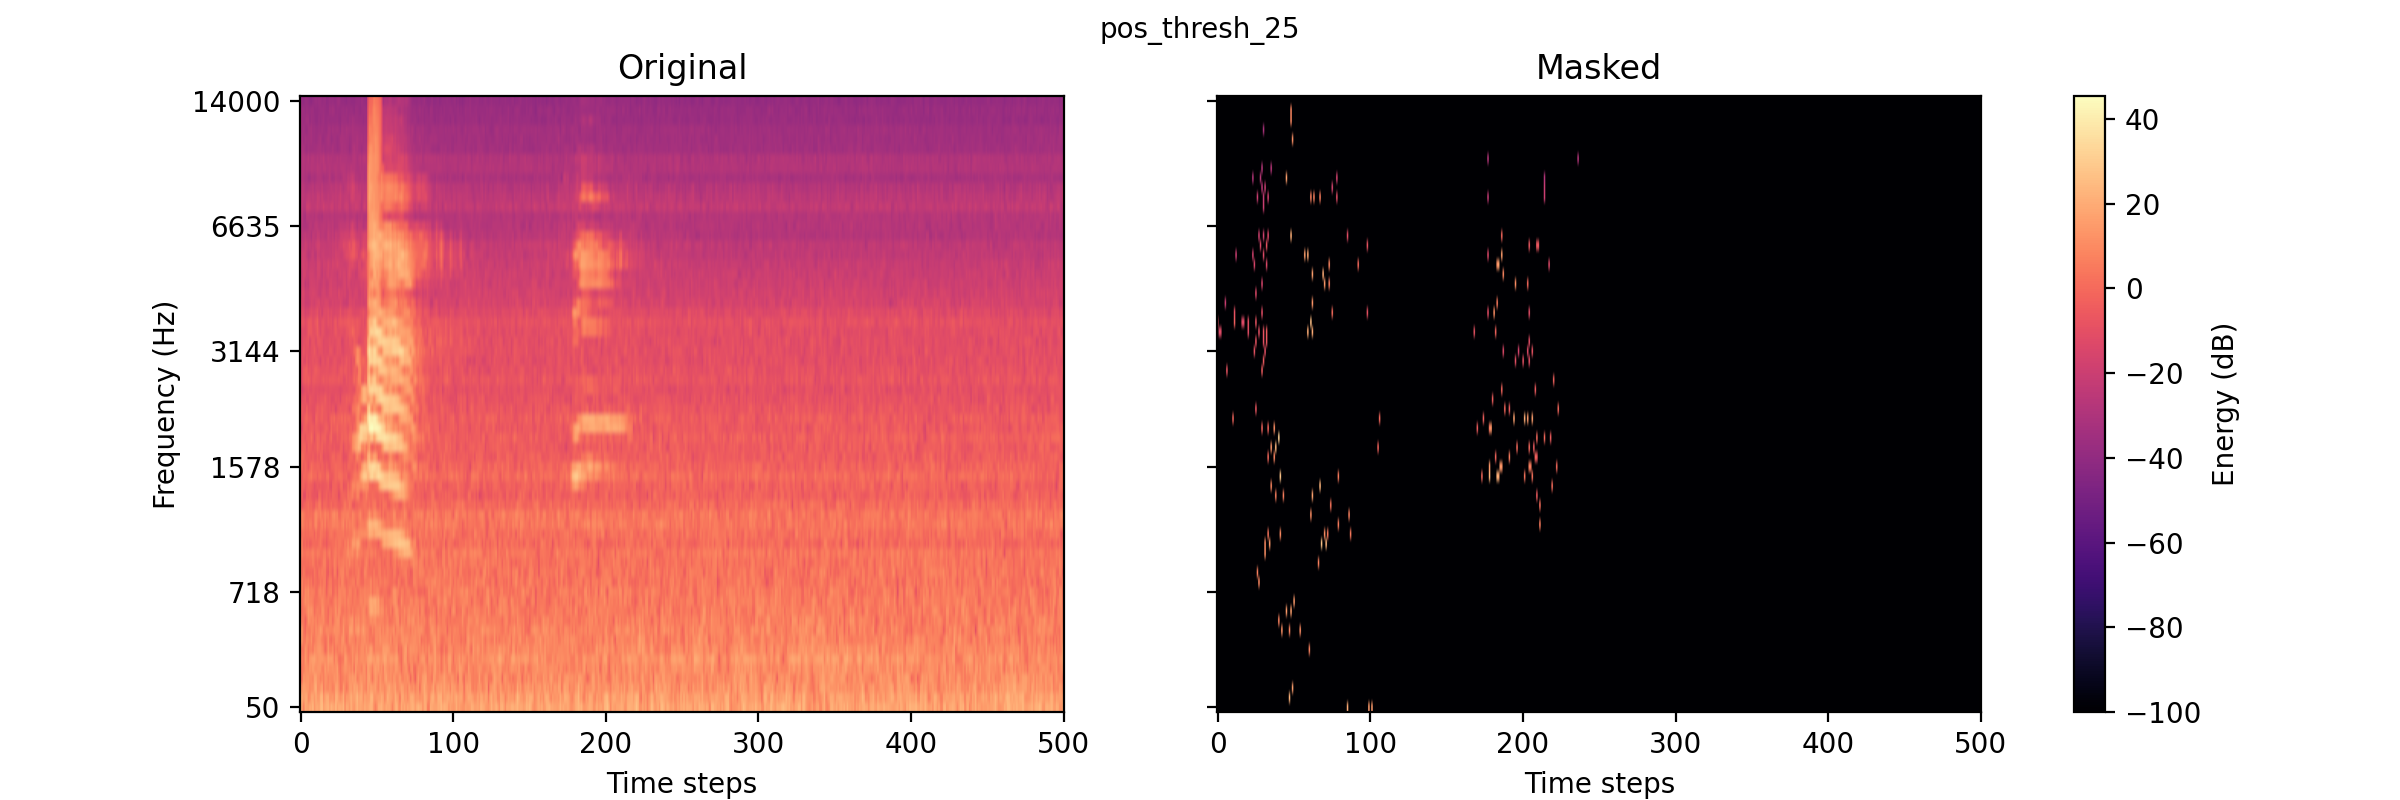 pos_thresh_25
Original
Masked
14000
6635
3144
1578
718
50
Frequency (Hz)
0 100 200 300 400 500
Time steps
0 100 200 300 400 500
Time steps
40
20
0
−20
−40
−60
−80
−100
Energy (dB)